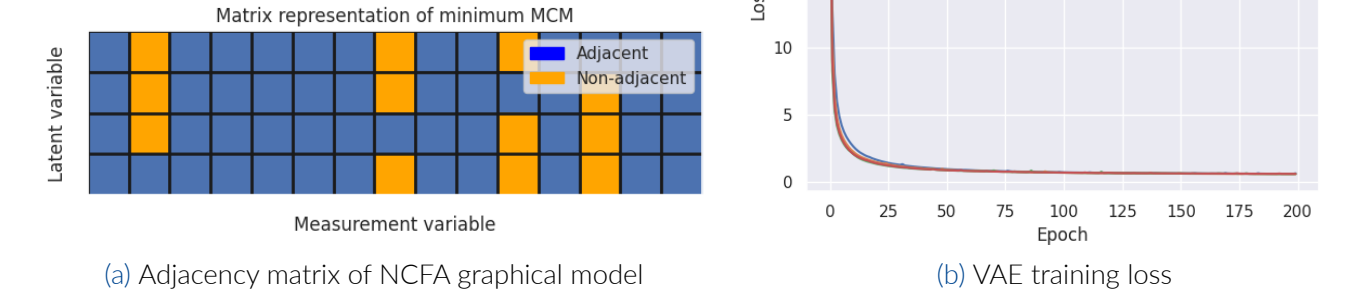 Matrix representation of minimum MCM
Latent variable
Adjacent
Non-adjacent
Measurement variable
(a) Adjacency matrix of NCFA graphical model
10
5
0
0 25 50 75 100 125 150 175 200
Epoch
(b) VAE training loss